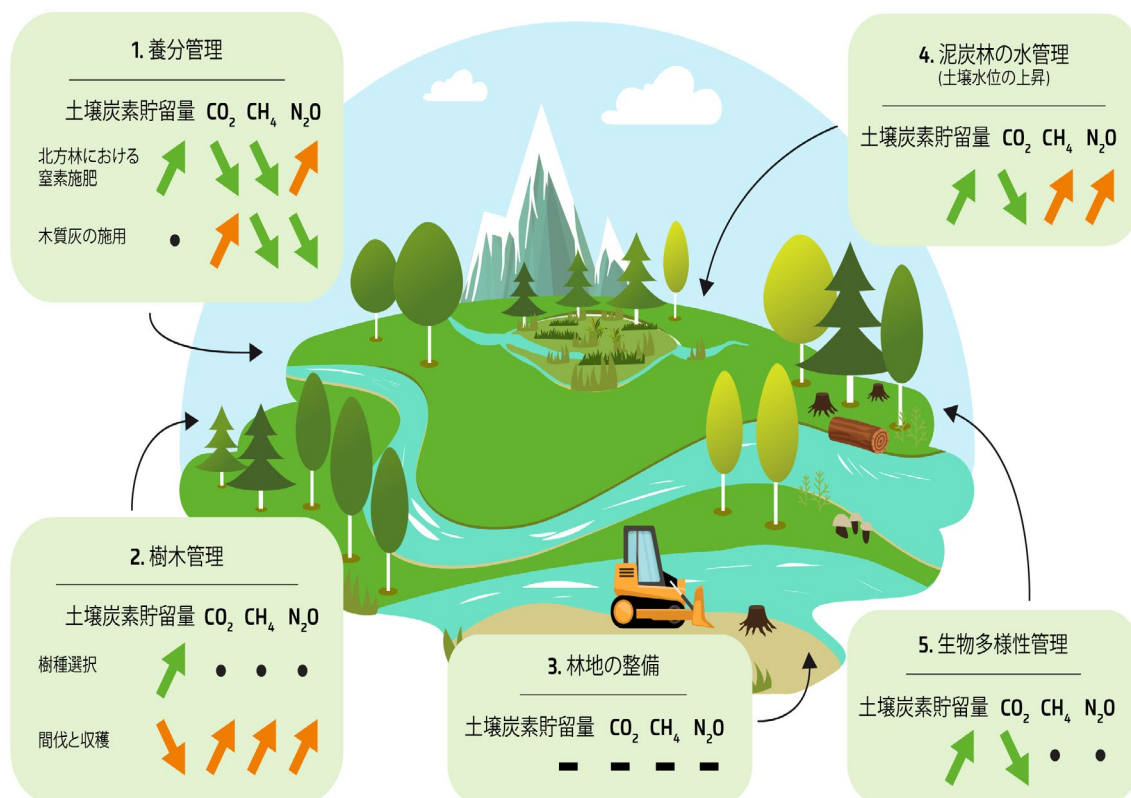 1. 養分管理
土壌炭素貯留量 CO₂ CH₄ N₂O
北方林における
窒素施肥
木質灰の施用
2. 樹木管理
土壌炭素貯留量 CO₂ CH₄ N₂O
樹種選択
間伐と収穫
3. 林地の整備
土壌炭素貯留量 CO₂ CH₄ N₂O
4. 泥炭林の水管理
(土壌水位の上昇)
土壌炭素貯留量 CO₂ CH₄ N₂O
5. 生物多様性管理
土壌炭素貯留量 CO₂ CH₄ N₂O